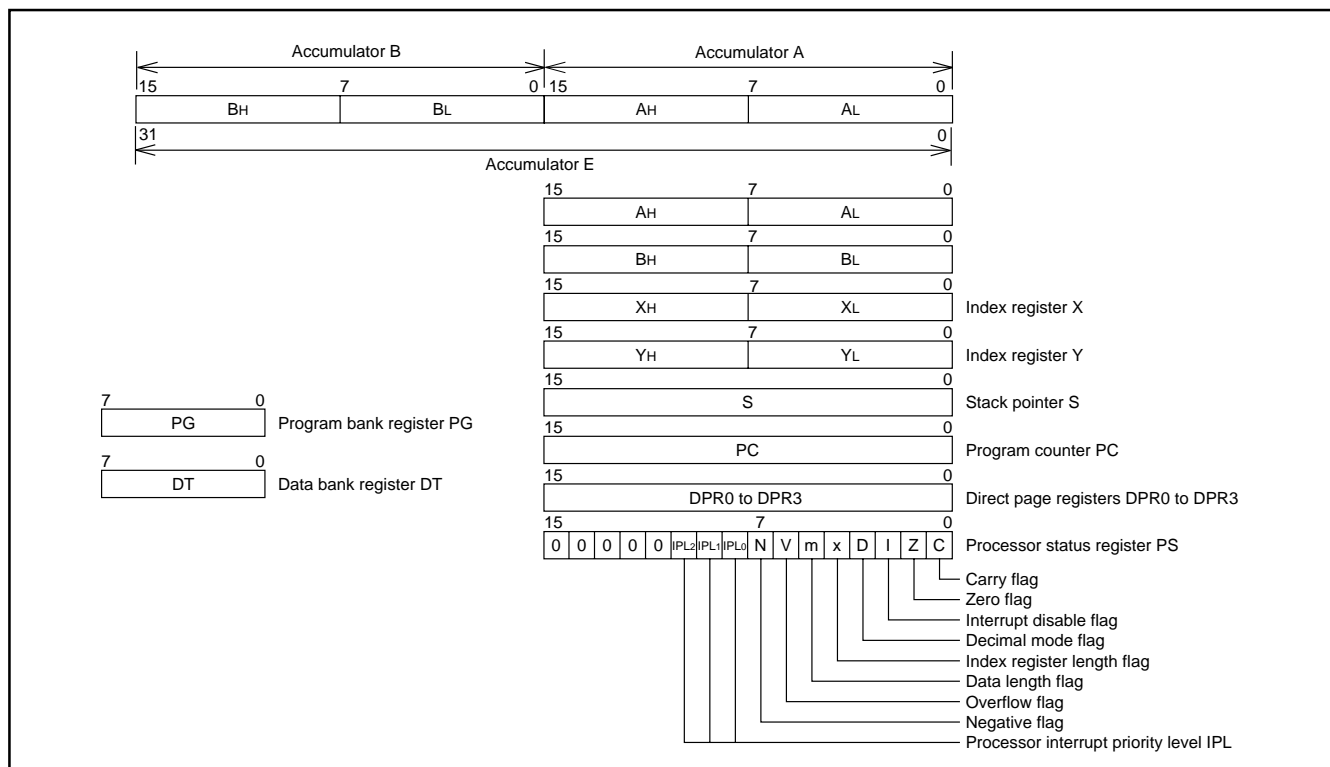 Accumulator B Accumulator A
15 7 0 15 7 0
BH BL AH AL
31 0
Accumulator E
15 7 0
AH AL
15 7 0
BH BL
15 7 0
XH XL Index register X
15 7 0
YH YL Index register Y
15 0
S Stack pointer S
7 0
PG Program bank register PG
15 0
PC Program counter PC
7 0
DT Data bank register DT
15 0
DPR0 to DPR3 Direct page registers DPR0 to DPR3
15 7 0
0 0 0 0 0 IPL2 IPL1 IPL0 N V m x D I Z C Processor status register PS
Carry flag
Zero flag
Interrupt disable flag
Decimal mode flag
Index register length flag
Data length flag
Overflow flag
Negative flag
Processor interrupt priority level IPL